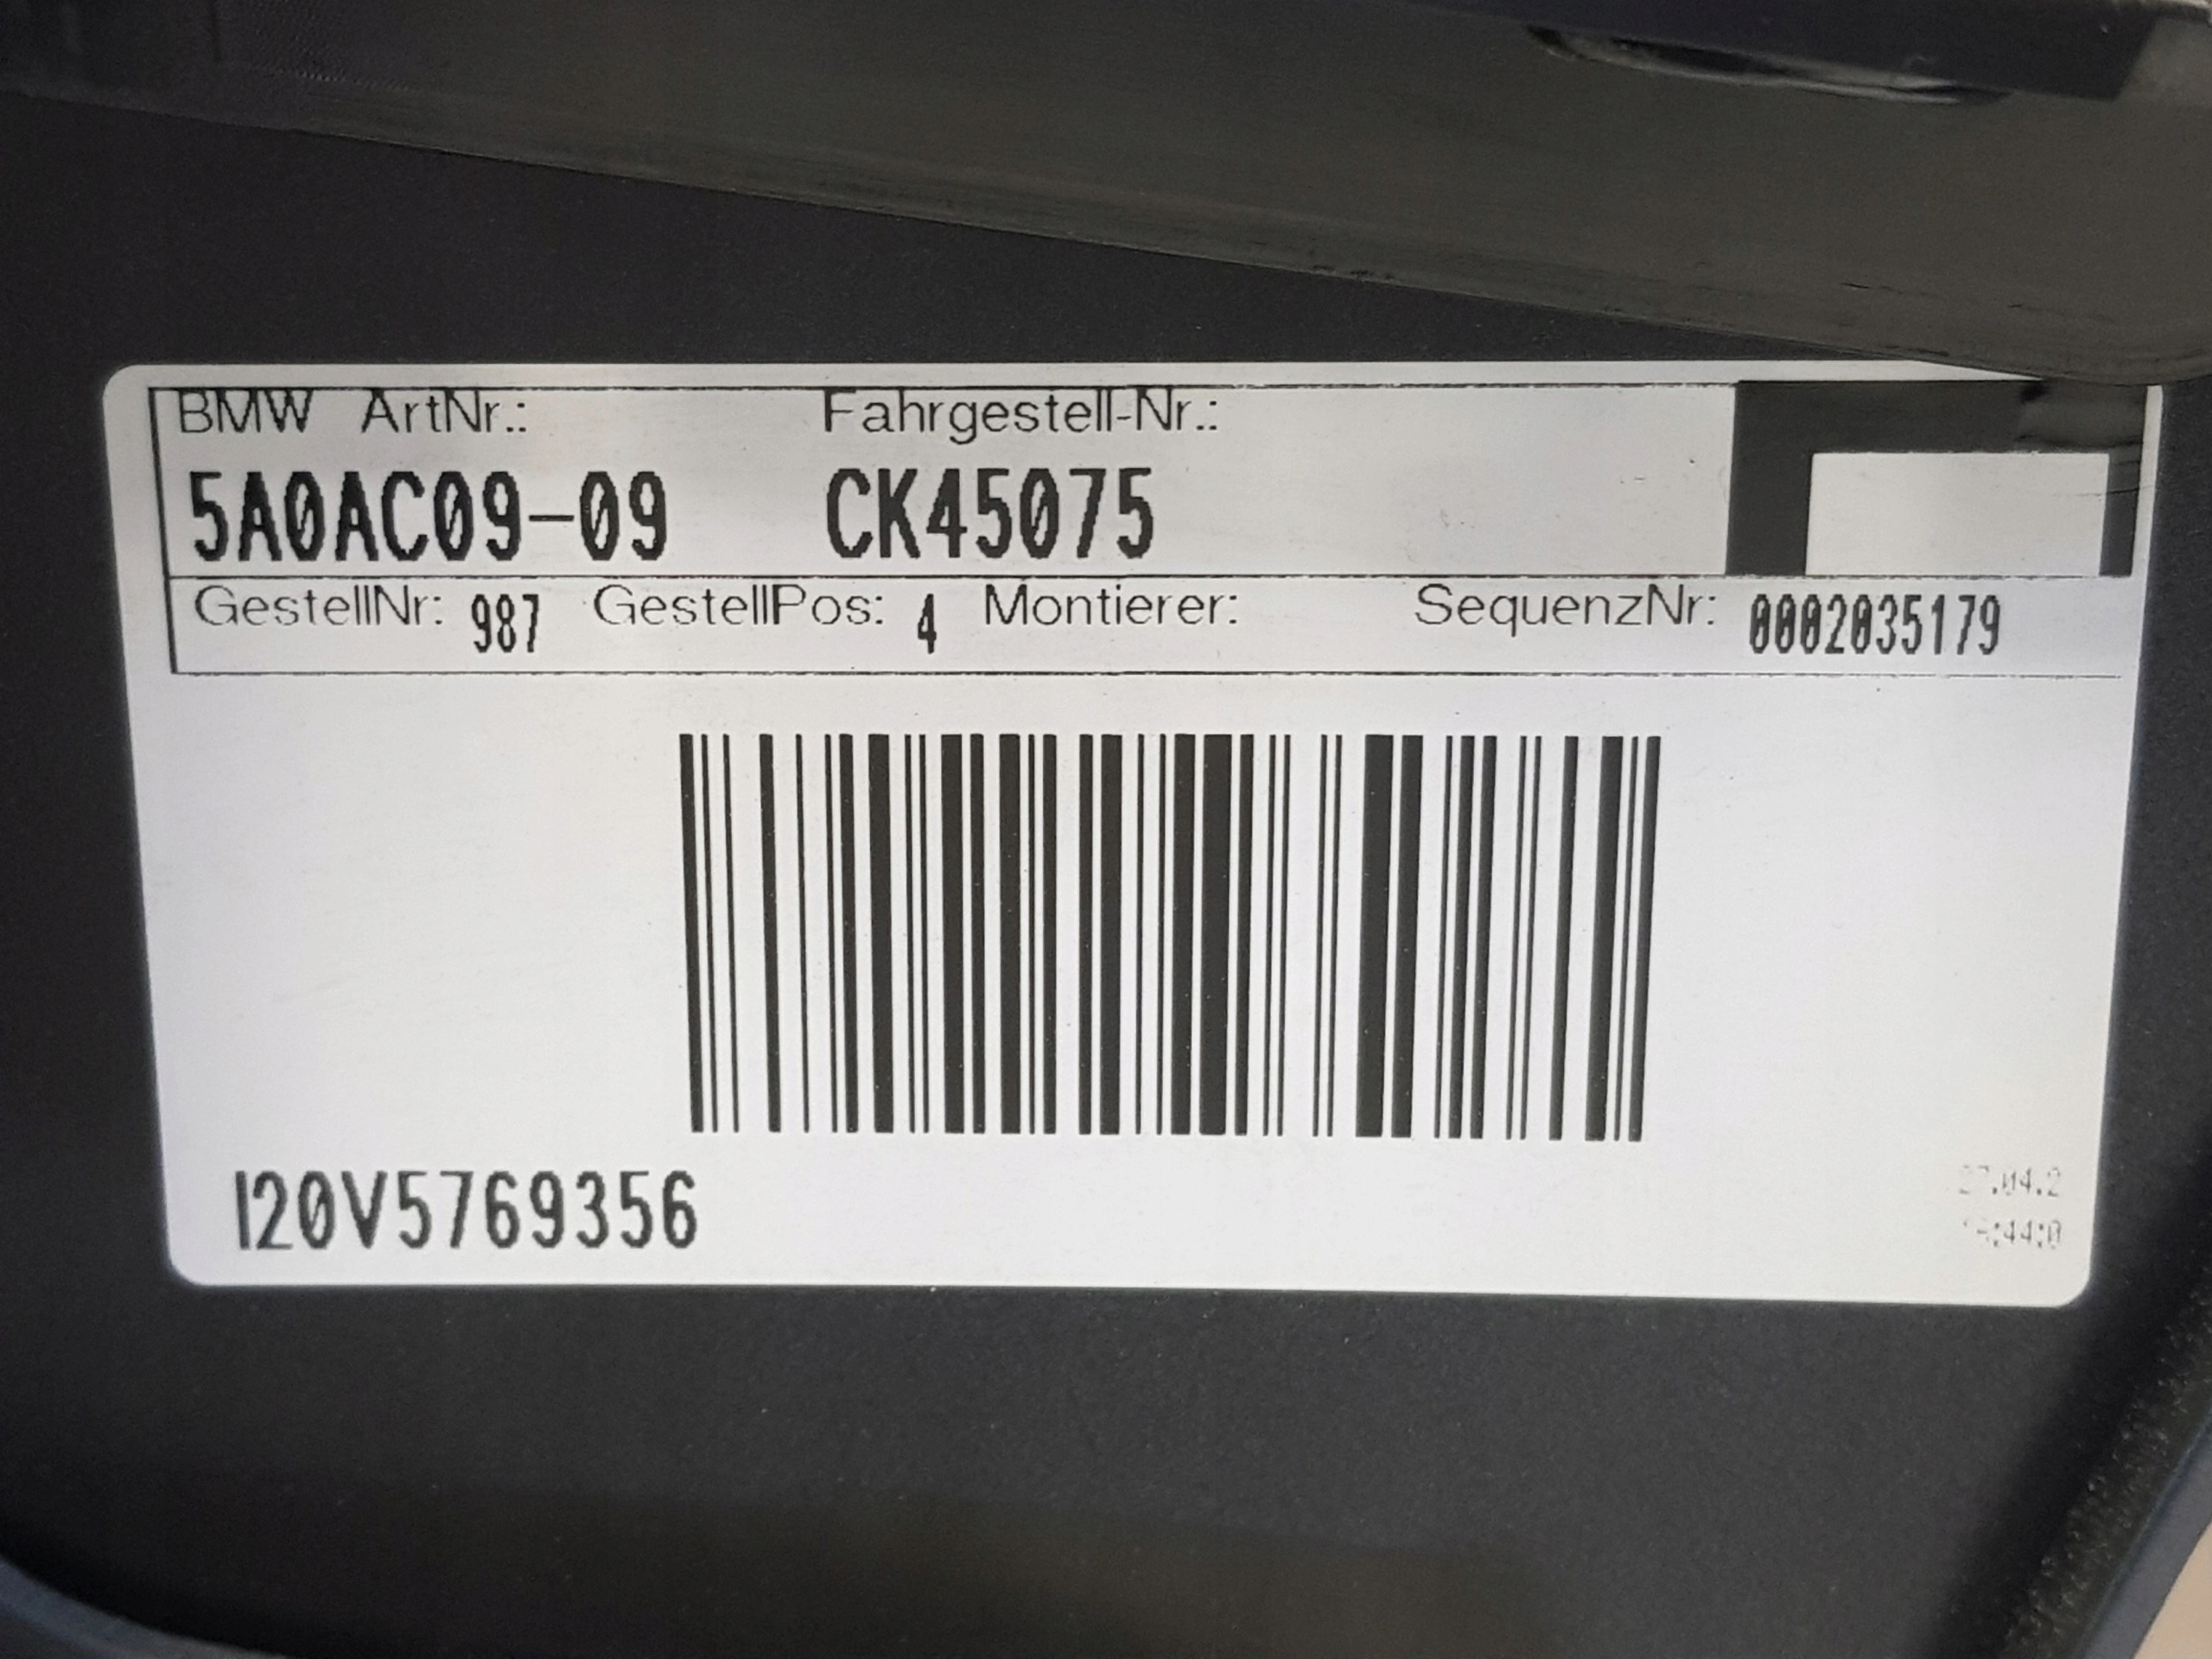 BMW ArtNr.: Fahrgestell-Nr.:
5A0AC09-09 CK45075
GestellNr: 987 GestellPos: 4 Montierer: SequenzNr: 0002035179
I20V5769356